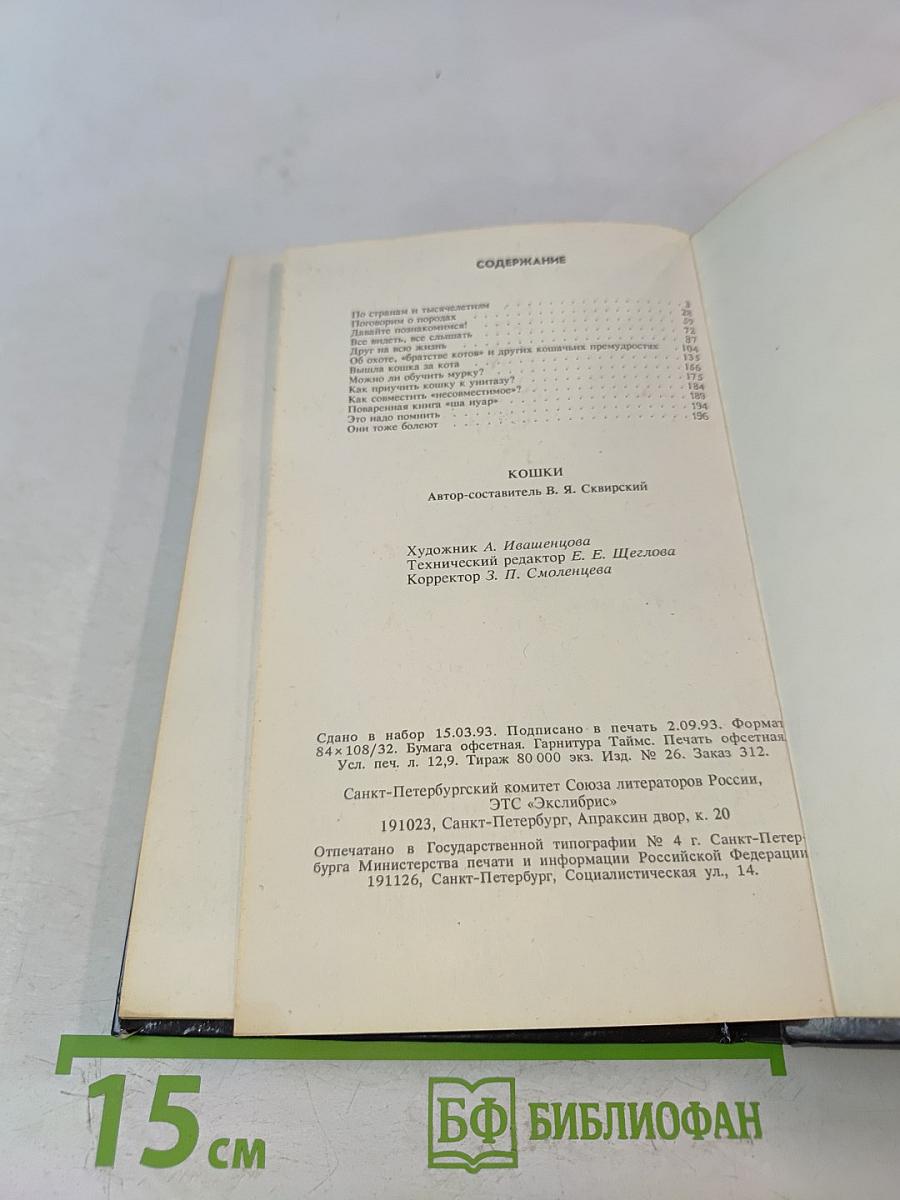 СОДЕРЖАНИЕ
По странам и тысячелетиям 3
Поговорим о породах 28
Давайте познакомимся! 59
Все видеть, все слышать 72
Друг на всю жизнь 87
Об охоте, «братстве котов» и других кошачьих премудростях 104
Вышла кошка за кота 135
Можно ли обучить мурку? 166
Как приучить кошку к унитазу? 175
Как совместить «несовместимое»? 184
Поваренная книга «ша нуар» 189
Это надо помнить 194
Они тоже болеют 196
КОШКИ
Автор-составитель В. Я. Сквирский
Художник А. Ивашенцова
Технический редактор Е. Е. Щеглова
Корректор З. П. Смоленцева
Сдано в набор 15.03.93. Подписано в печать 2.09.93. Формат
84×108/32. Бумага офсетная. Гарнитура Таймс. Печать офсетная.
Усл. печ. л. 12,9. Тираж 80 000 экз. Изд. № 26. Заказ 312.
Санкт-Петербургский комитет Союза литераторов России,
ЭТС «Экслибрис»
191023, Санкт-Петербург, Апраксин двор, к. 20
Отпечатано в Государственной типографии № 4 г. Санкт-Петер-
бурга Министерства печати и информации Российской Федерации
191126, Санкт-Петербург, Социалистическая ул., 14.
15 см
БФ БИБЛИОФАН